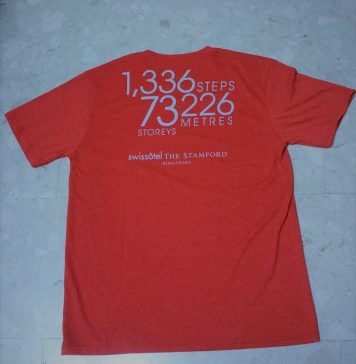 1,336 STEPS
73 226
STOREYS METRES
swissôtel THE STAMFORD
SINGAPORE